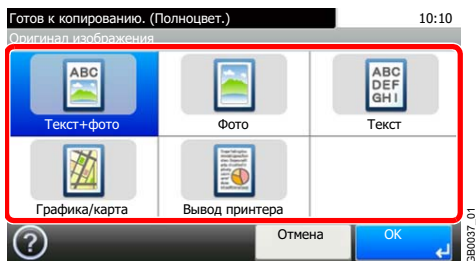 Готов к копированию. (Полноцвет.) 10:10
Оригинал изображения
ABC
ABC
DEF
GHI
Текст+фото Фото Текст
Графика/карта Вывод принтера
? Отмена OK
GB0037_01